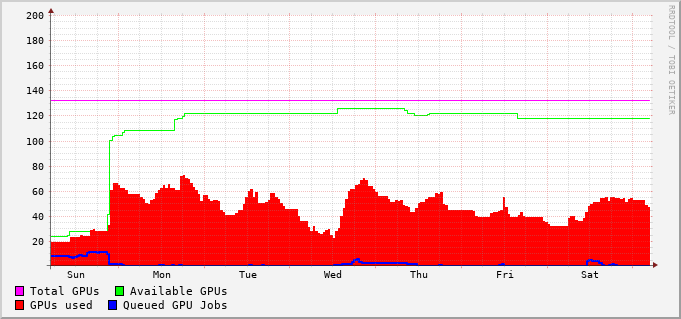 200
180
160
140
120
100
80
60
40
20
Sun Mon Tue Wed Thu Fri Sat
Total GPUs Available GPUs
GPUs used Queued GPU Jobs
RRDTOOL / TOBI OETIKER